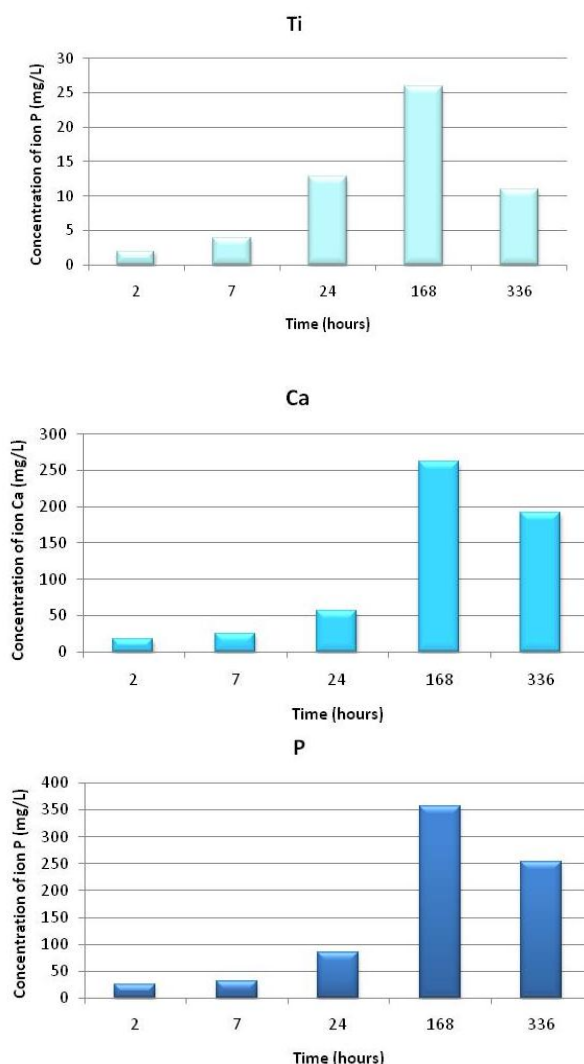 Ti
Concentration of ion P (mg/L)
30
25
20
15
10
5
0
2 7 24 168 336
Time (hours)
Ca
Concentration of ion Ca (mg/L)
300
250
200
150
100
50
0
2 7 24 168 336
Time (hours)
P
Concentration of ion P (mg/L)
400
350
300
250
200
150
100
50
0
2 7 24 168 336
Time (hours)